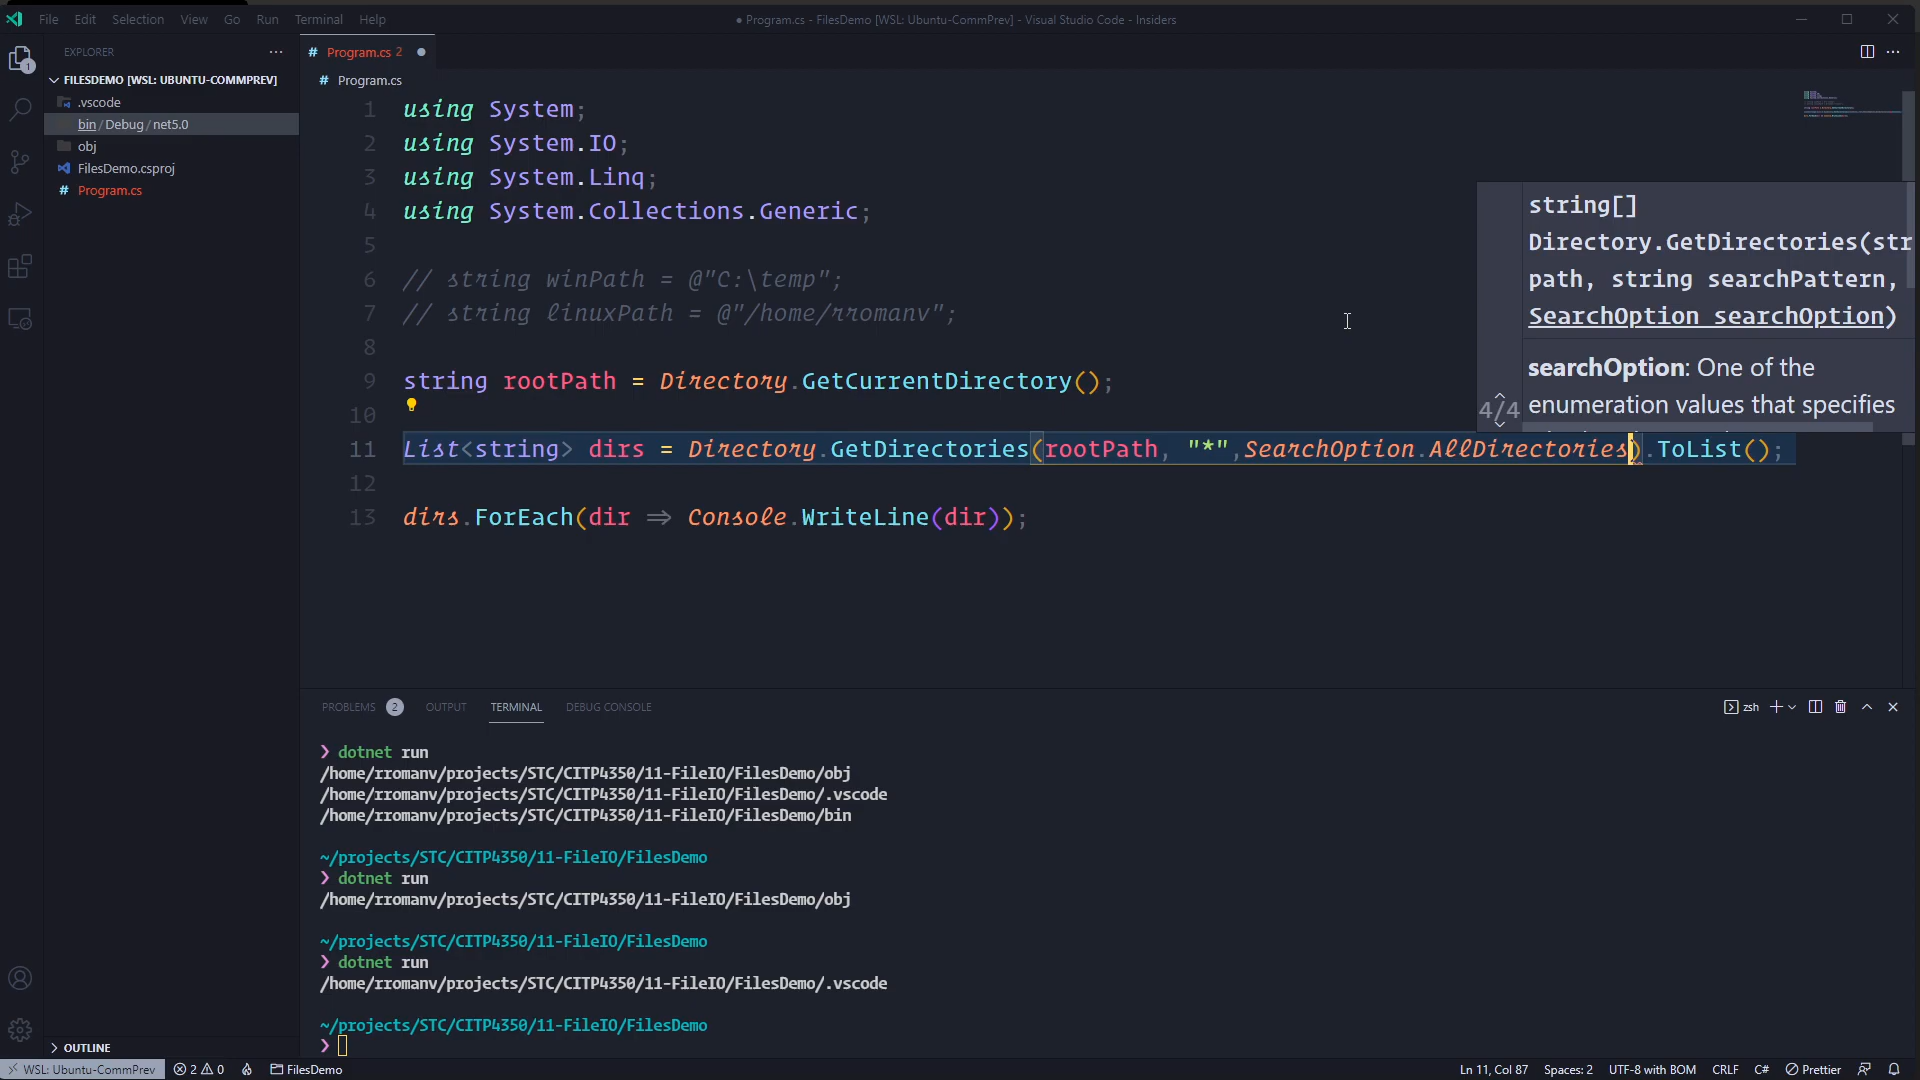 File Edit Selection View Go Run Terminal Help
● Program.cs - FilesDemo [WSL: Ubuntu-CommPrev] - Visual Studio Code - Insiders
EXPLORER
FILESDEMO [WSL: UBUNTU-COMMPREV]
.vscode
bin / Debug / net5.0
obj
FilesDemo.csproj
# Program.cs
1
# Program.cs 2
# Program.cs
1 using System;
2 using System.IO;
3 using System.Linq;
4 using System.Collections.Generic;
5
6 // string winPath = @"C:\temp";
7 // string linuxPath = @"/home/rromanv";
8
9 string rootPath = Directory.GetCurrentDirectory();
10
11 List<string> dirs = Directory.GetDirectories(rootPath, "*",SearchOption.AllDirectories).ToList();
12
13 dirs.ForEach(dir => Console.WriteLine(dir));
string[]
Directory.GetDirectories(str
path, string searchPattern,
SearchOption searchOption)
searchOption: One of the
4/4 enumeration values that specifies
PROBLEMS 2 OUTPUT TERMINAL DEBUG CONSOLE
zsh
❯ dotnet run
/home/rromanv/projects/STC/CITP4350/11-FileIO/FilesDemo/obj
/home/rromanv/projects/STC/CITP4350/11-FileIO/FilesDemo/.vscode
/home/rromanv/projects/STC/CITP4350/11-FileIO/FilesDemo/bin
~/projects/STC/CITP4350/11-FileIO/FilesDemo
❯ dotnet run
/home/rromanv/projects/STC/CITP4350/11-FileIO/FilesDemo/obj
~/projects/STC/CITP4350/11-FileIO/FilesDemo
❯ dotnet run
/home/rromanv/projects/STC/CITP4350/11-FileIO/FilesDemo/.vscode
~/projects/STC/CITP4350/11-FileIO/FilesDemo
❯
OUTLINE
WSL: Ubuntu-CommPrev 2 0 FilesDemo Ln 11, Col 87 Spaces: 2 UTF-8 with BOM CRLF C# Prettier